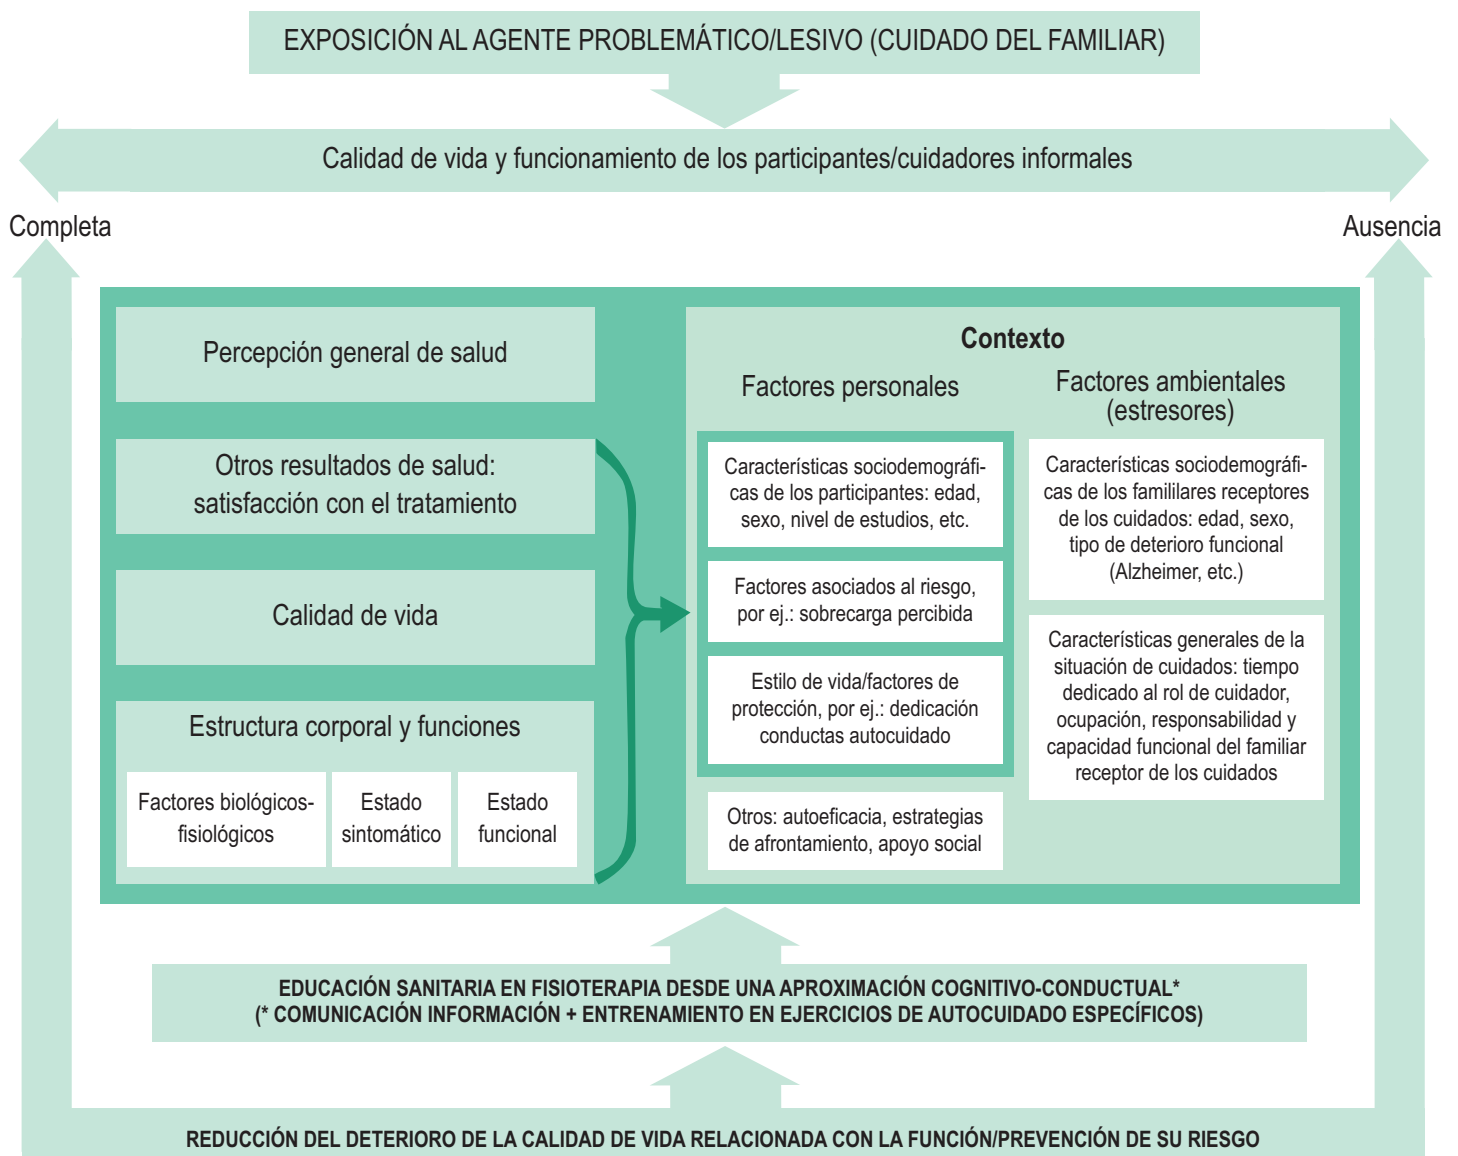 EXPOSICIÓN AL AGENTE PROBLEMÁTICO/LESIVO (CUIDADO DEL FAMILIAR)
Calidad de vida y funcionamiento de los participantes/cuidadores informales
Completa
Ausencia
Percepción general de salud
Otros resultados de salud:
satisfacción con el tratamiento
Calidad de vida
Estructura corporal y funciones
Factores biológicos-
fisiológicos
Estado
sintomático
Estado
funcional
Contexto
Factores personales
Características sociodemográfi-
cas de los participantes: edad,
sexo, nivel de estudios, etc.
Factores asociados al riesgo,
por ej.: sobrecarga percibida
Estilo de vida/factores de
protección, por ej.: dedicación
conductas autocuidado
Otros: autoeficacia, estrategias
de afrontamiento, apoyo social
Factores ambientales
(estresores)
Características sociodemográfi-
cas de los famililares receptores
de los cuidados: edad, sexo,
tipo de deterioro funcional
(Alzheimer, etc.)
Características generales de la
situación de cuidados: tiempo
dedicado al rol de cuidador,
ocupación, responsabilidad y
capacidad funcional del familiar
receptor de los cuidados
EDUCACIÓN SANITARIA EN FISIOTERAPIA DESDE UNA APROXIMACIÓN COGNITIVO-CONDUCTUAL*
(* COMUNICACIÓN INFORMACIÓN + ENTRENAMIENTO EN EJERCICIOS DE AUTOCUIDADO ESPECÍFICOS)
REDUCCIÓN DEL DETERIORO DE LA CALIDAD DE VIDA RELACIONADA CON LA FUNCIÓN/PREVENCIÓN DE SU RIESGO